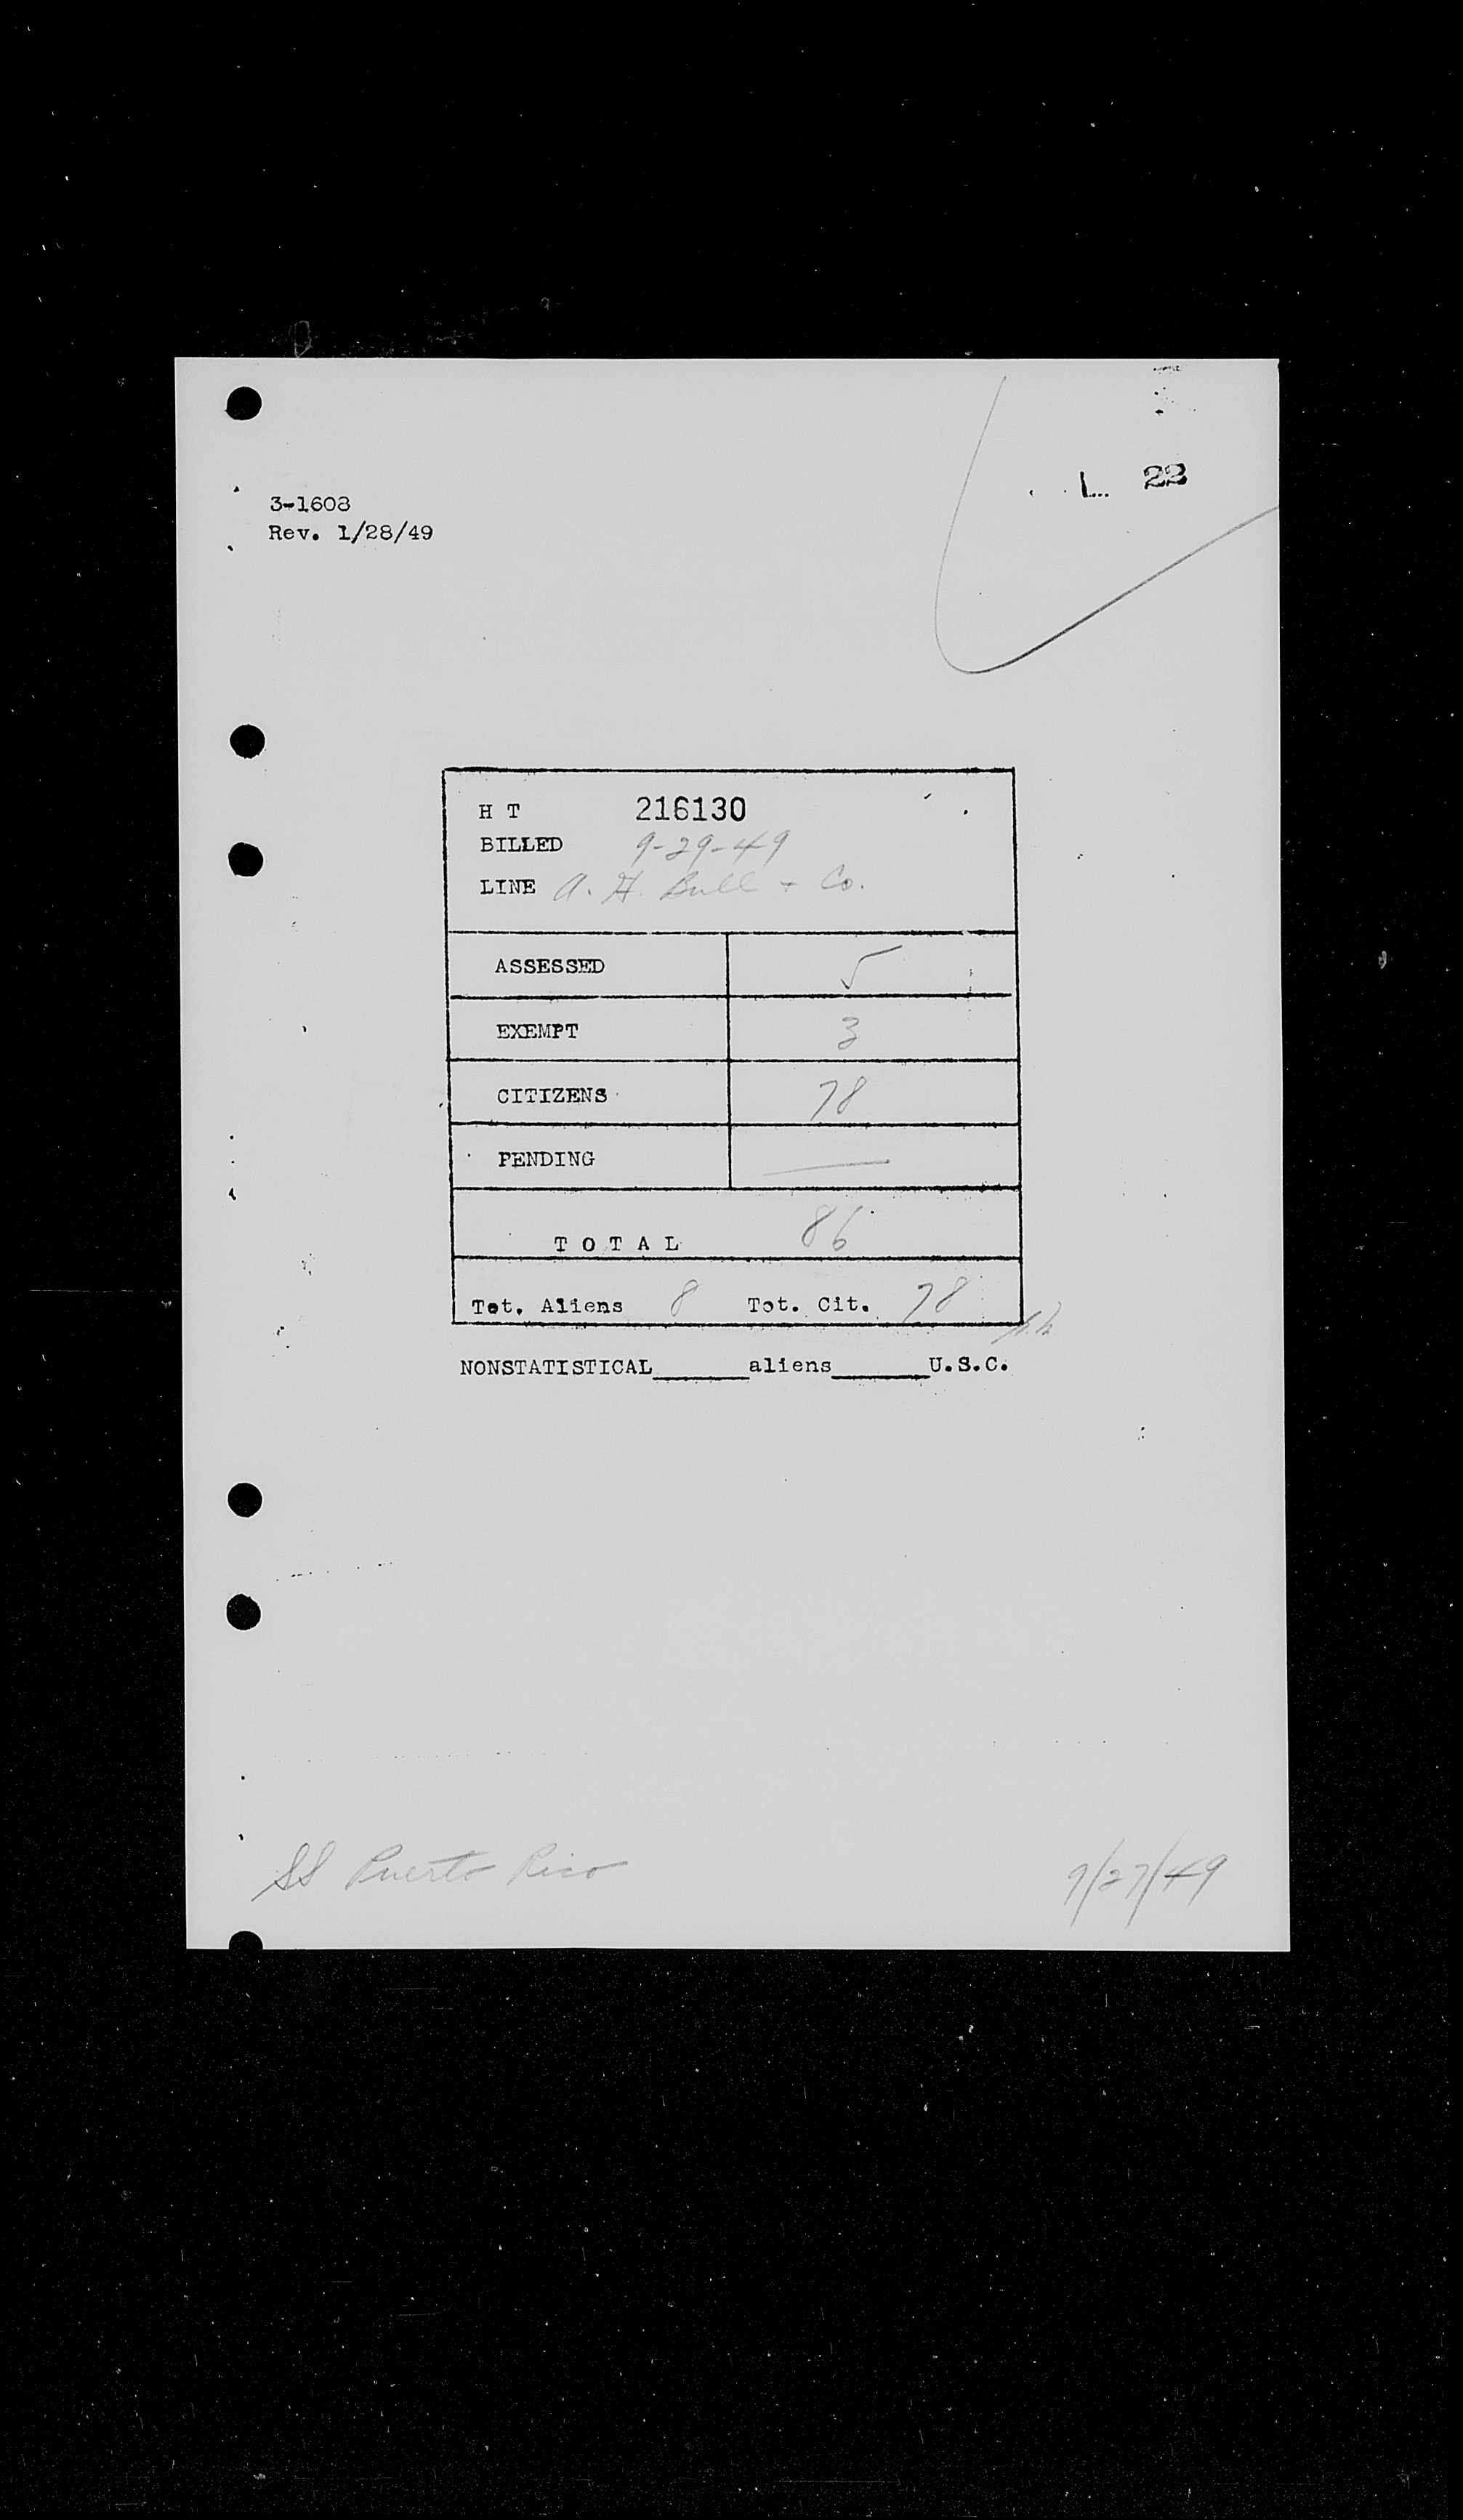 22
3-1608
Rev. 1/28/49
H T 216130
BILLED 9-29-49
LINE A. H. Bull + Co.
ASSESSED 5
EXEMPT 3
CITIZENS 78
PENDING —
T O T A L 86
Tot. Aliens 8 Tot. Cit. 78
NONSTATISTICAL______aliens______U.S.C.
SS Puerto Rico 9/27/49